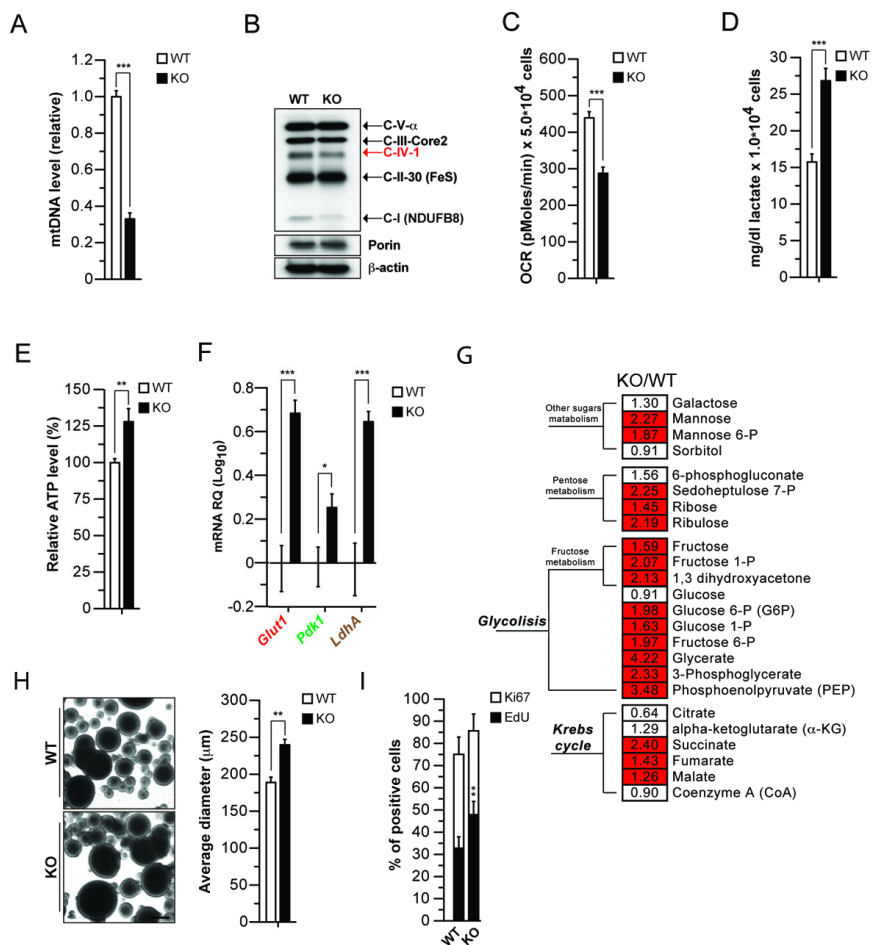 A
mtDNA level (relative)
1.2
1.0
0.8
0.6
0.4
0.2
0
***
WT
KO
B
WT KO
C-V-α
C-III-Core2
C-IV-1
C-II-30 (FeS)
C-I (NDUFB8)
Porin
β-actin
C
OCR (pMoles/min) x 5.0*10⁴ cells
600
500
400
300
200
100
0
***
WT
KO
D
mg/dl lactate x 1.0*10⁴ cells
30
25
20
15
10
5
0
***
WT
KO
E
Relative ATP level (%)
150
125
100
75
50
25
0
**
WT
KO
F
mRNA RQ (Log₁₀)
1.0
0.8
0.6
0.4
0.2
0
-0.2
***
*
***
WT
KO
Glut1
Pdk1
LdhA
G
KO/WT
Other sugars
matabolism
1.30 Galactose
2.27 Mannose
1.87 Mannose 6-P
0.91 Sorbitol
Pentose
metabolism
1.56 6-phosphogluconate
2.25 Sedoheptulose 7-P
1.45 Ribose
2.19 Ribulose
Fructose
metabolism
1.59 Fructose
2.07 Fructose 1-P
2.13 1,3 dihydroxyacetone
0.91 Glucose
Glycolisis
1.98 Glucose 6-P (G6P)
1.63 Glucose 1-P
1.97 Fructose 6-P
4.22 Glycerate
2.33 3-Phosphglycerate
3.48 Phosphoenolpyruvate (PEP)
Krebs
cycle
0.64 Citrate
1.29 alpha-ketoglutarate (α-KG)
2.40 Succinate
1.43 Fumarate
1.26 Malate
0.90 Coenzyme A (CoA)
H
WT
KO
Average diameter (μm)
300
250
200
150
100
50
0
**
WT
KO
I
% of positive cells
100
90
80
70
60
50
40
30
20
10
0
Ki67
EdU
**
WT
KO